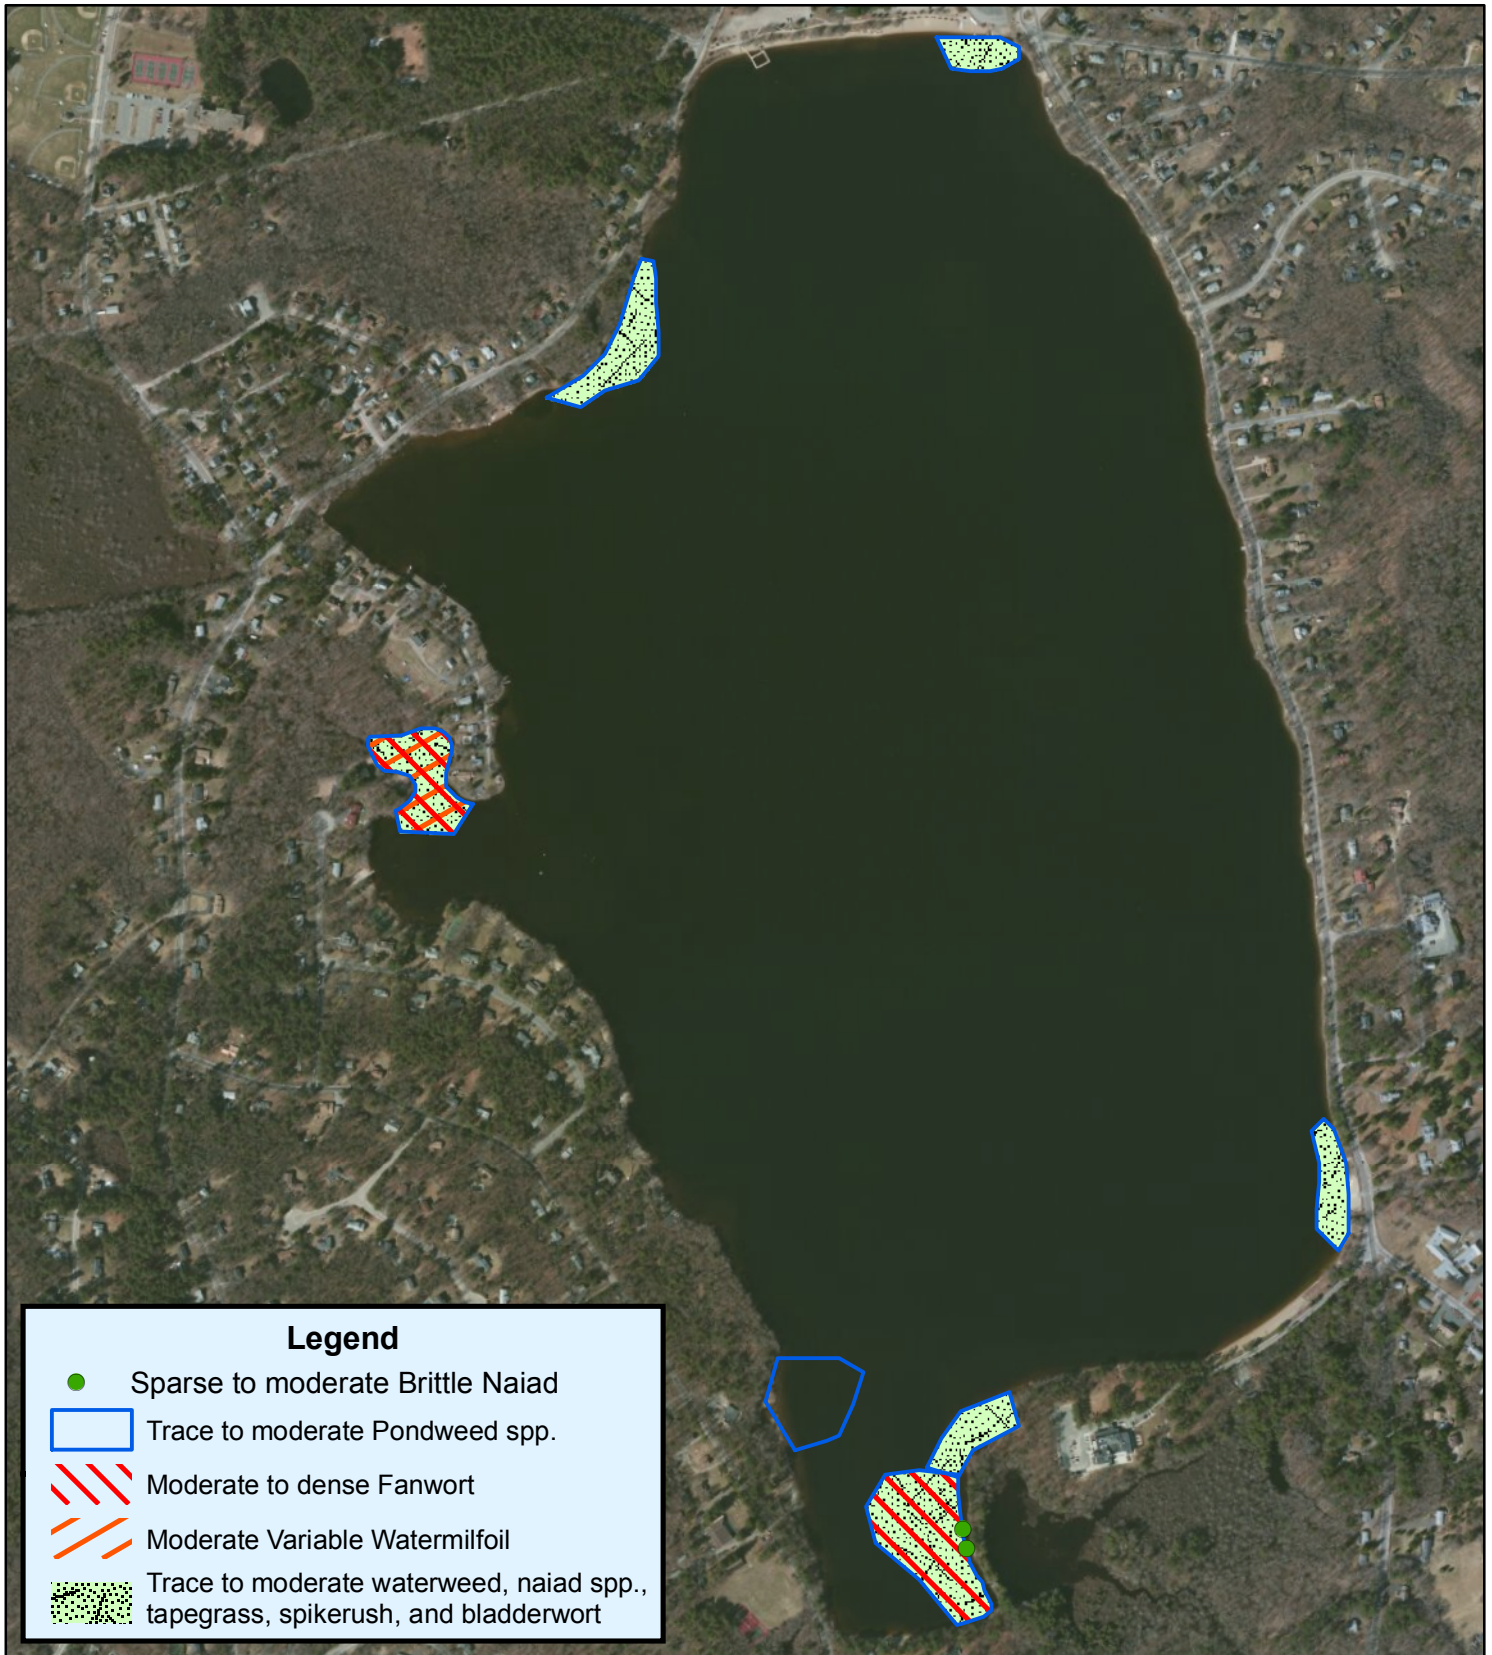 Legend
Sparse to moderate Brittle Naiad
Trace to moderate Pondweed spp.
Moderate to dense Fanwort
Moderate Variable Watermilfoil
Trace to moderate waterweed, naiad spp.,
tapegrass, spikerush, and bladderwort